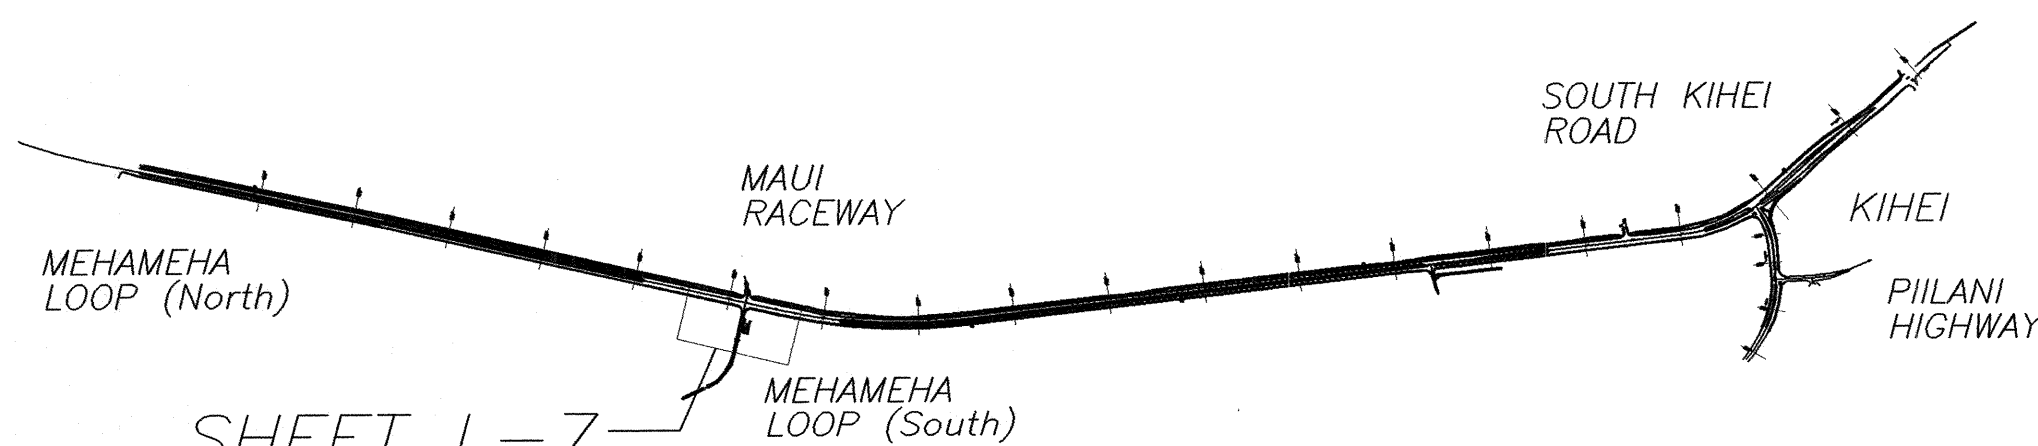 SOUTH KIHEI
ROAD
MAUI
RACEWAY
KIHEI
MEHAMEHA
LOOP (North)
PIILANI
HIGHWAY
MEHAMEHA
LOOP (South)
SHEET L-7